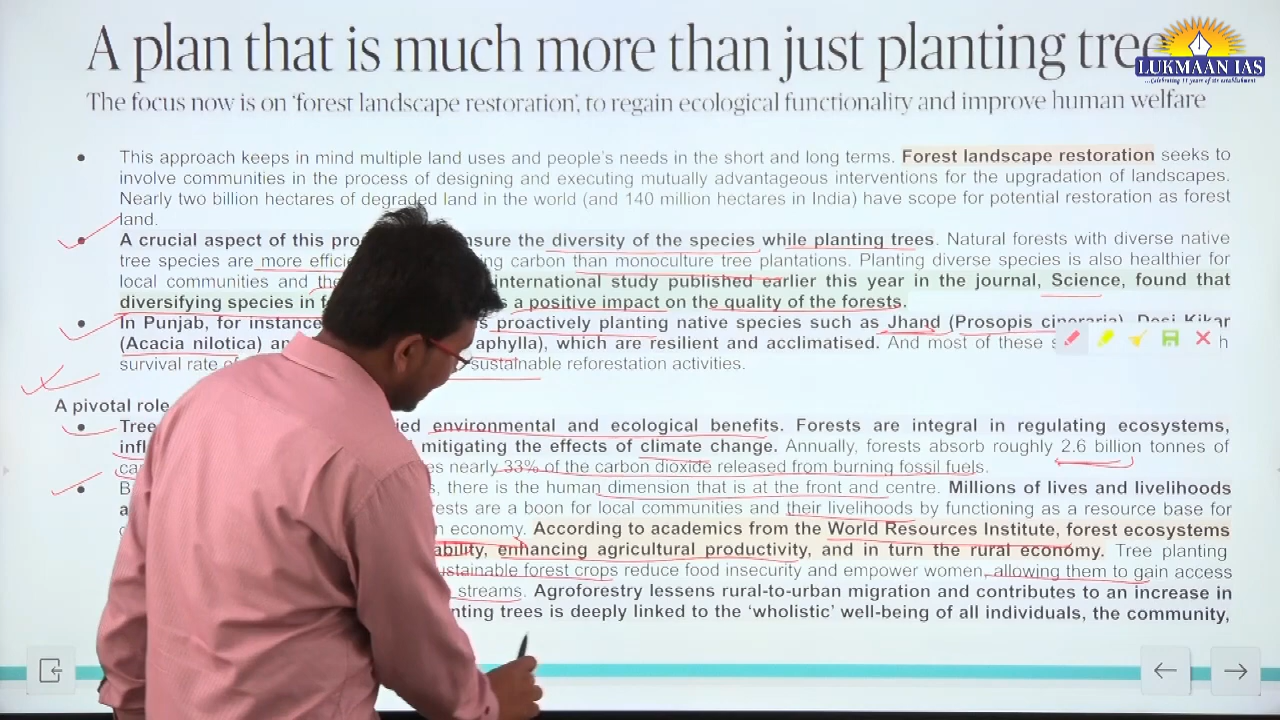 A plan that is much more than just planting tree
LUKMAAN IAS
...Celebrating 11 years of its establishment
The focus now is on 'forest landscape restoration', to regain ecological functionality and improve human welfare
This approach keeps in mind multiple land uses and people's needs in the short and long terms. Forest landscape restoration seeks to
involve communities in the process of designing and executing mutually advantageous interventions for the upgradation of landscapes.
Nearly two billion hectares of degraded land in the world (and 140 million hectares in India) have scope for potential restoration as forest
land.
A crucial aspect of this the diversity of the species while planting trees. Natural forests with diverse native
tree species are more carbon than monoculture tree plantations. Planting diverse species is also healthier for
local communities and international study published earlier this year in the journal, Science, found that
diversifying species in a positive impact on the quality of the forests.
In Punjab, for proactively planting native species such as Jhand (Prosopis Desi Kikar
(Acacia nilotica) which are resilient and acclimatised. And most of these
survival rate sustainable reforestation activities.
A pivotal role
environmental and ecological benefits. Forests are integral in regulating ecosystems,
mitigating the effects of climate change. Annually, forests absorb roughly 2.6 billion tonnes of
nearly 33% of the carbon dioxide released from burning fossil fuels.
there is the human dimension that is at the front and centre. Millions of lives and livelihoods
are a boon for local communities and their livelihoods by functioning as a resource base for
economy. According to academics from the World Resources Institute, forest ecosystems
enhancing agricultural productivity, and in turn the rural economy. Tree planting
forest crops reduce food insecurity and empower women, allowing them to gain access
streams. Agroforestry lessens rural-to-urban migration and contributes to an increase in
trees is deeply linked to the 'wholistic' well-being of all individuals, the community,